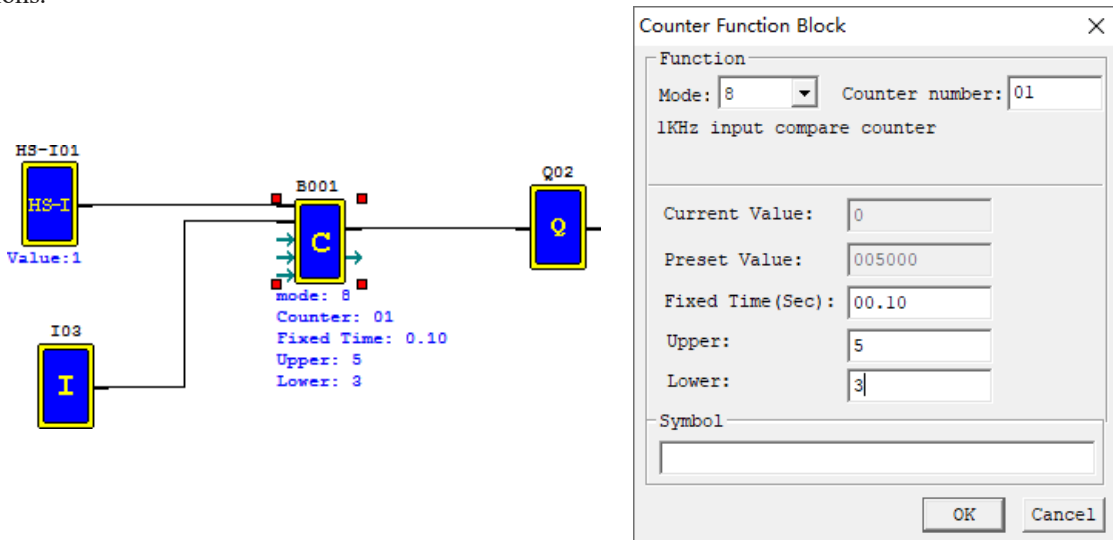 ions.
HS-I01
HS-I
Value:1
I03
I
B001
C
mode: 8
Counter: 01
Fixed Time: 0.10
Upper: 5
Lower: 3
Q02
Q
Counter Function Block
Function
Mode: 8 Counter number: 01
1KHz input compare counter
Current Value: 0
Preset Value: 005000
Fixed Time(Sec): 00.10
Upper: 5
Lower: 3
Symbol
OK Cancel